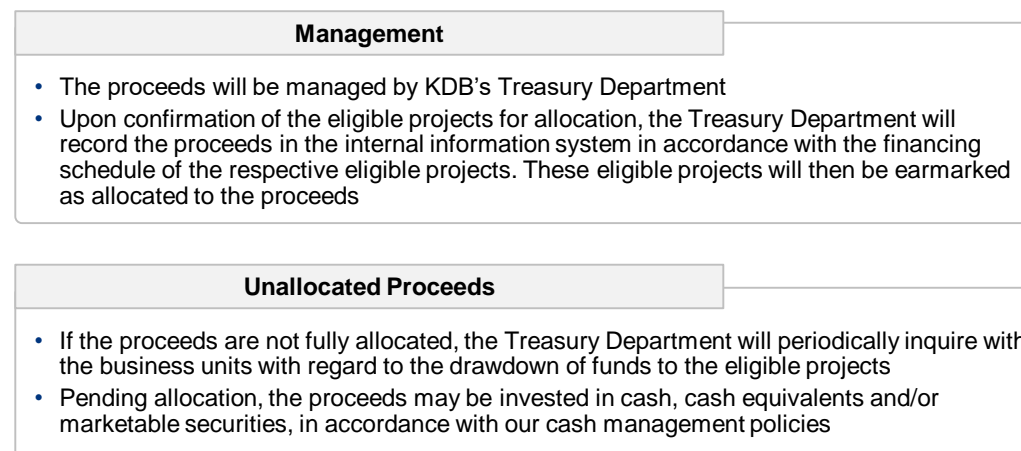 Management
• The proceeds will be managed by KDB's Treasury Department
• Upon confirmation of the eligible projects for allocation, the Treasury Department will
record the proceeds in the internal information system in accordance with the financing
schedule of the respective eligible projects. These eligible projects will then be earmarked
as allocated to the proceeds
Unallocated Proceeds
• If the proceeds are not fully allocated, the Treasury Department will periodically inquire with
the business units with regard to the drawdown of funds to the eligible projects
• Pending allocation, the proceeds may be invested in cash, cash equivalents and/or
marketable securities, in accordance with our cash management policies